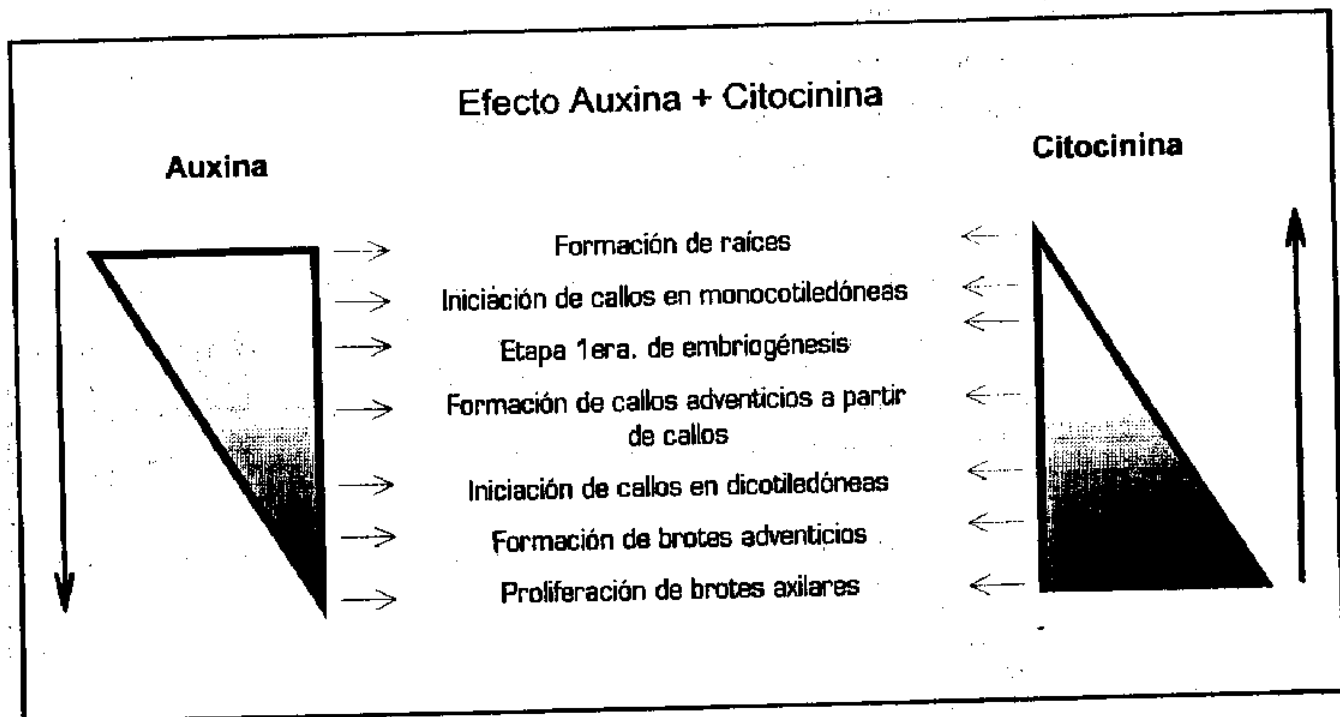 Efecto Auxina + Citocinina
Auxina
Citocinina
Formación de raíces
Iniciación de callos en monocotiledóneas
Etapa 1era. de embriogénesis
Formación de callos adventicios a partir
de callos
Iniciación de callos en dicotiledóneas
Formación de brotes adventicios
Proliferación de brotes axilares